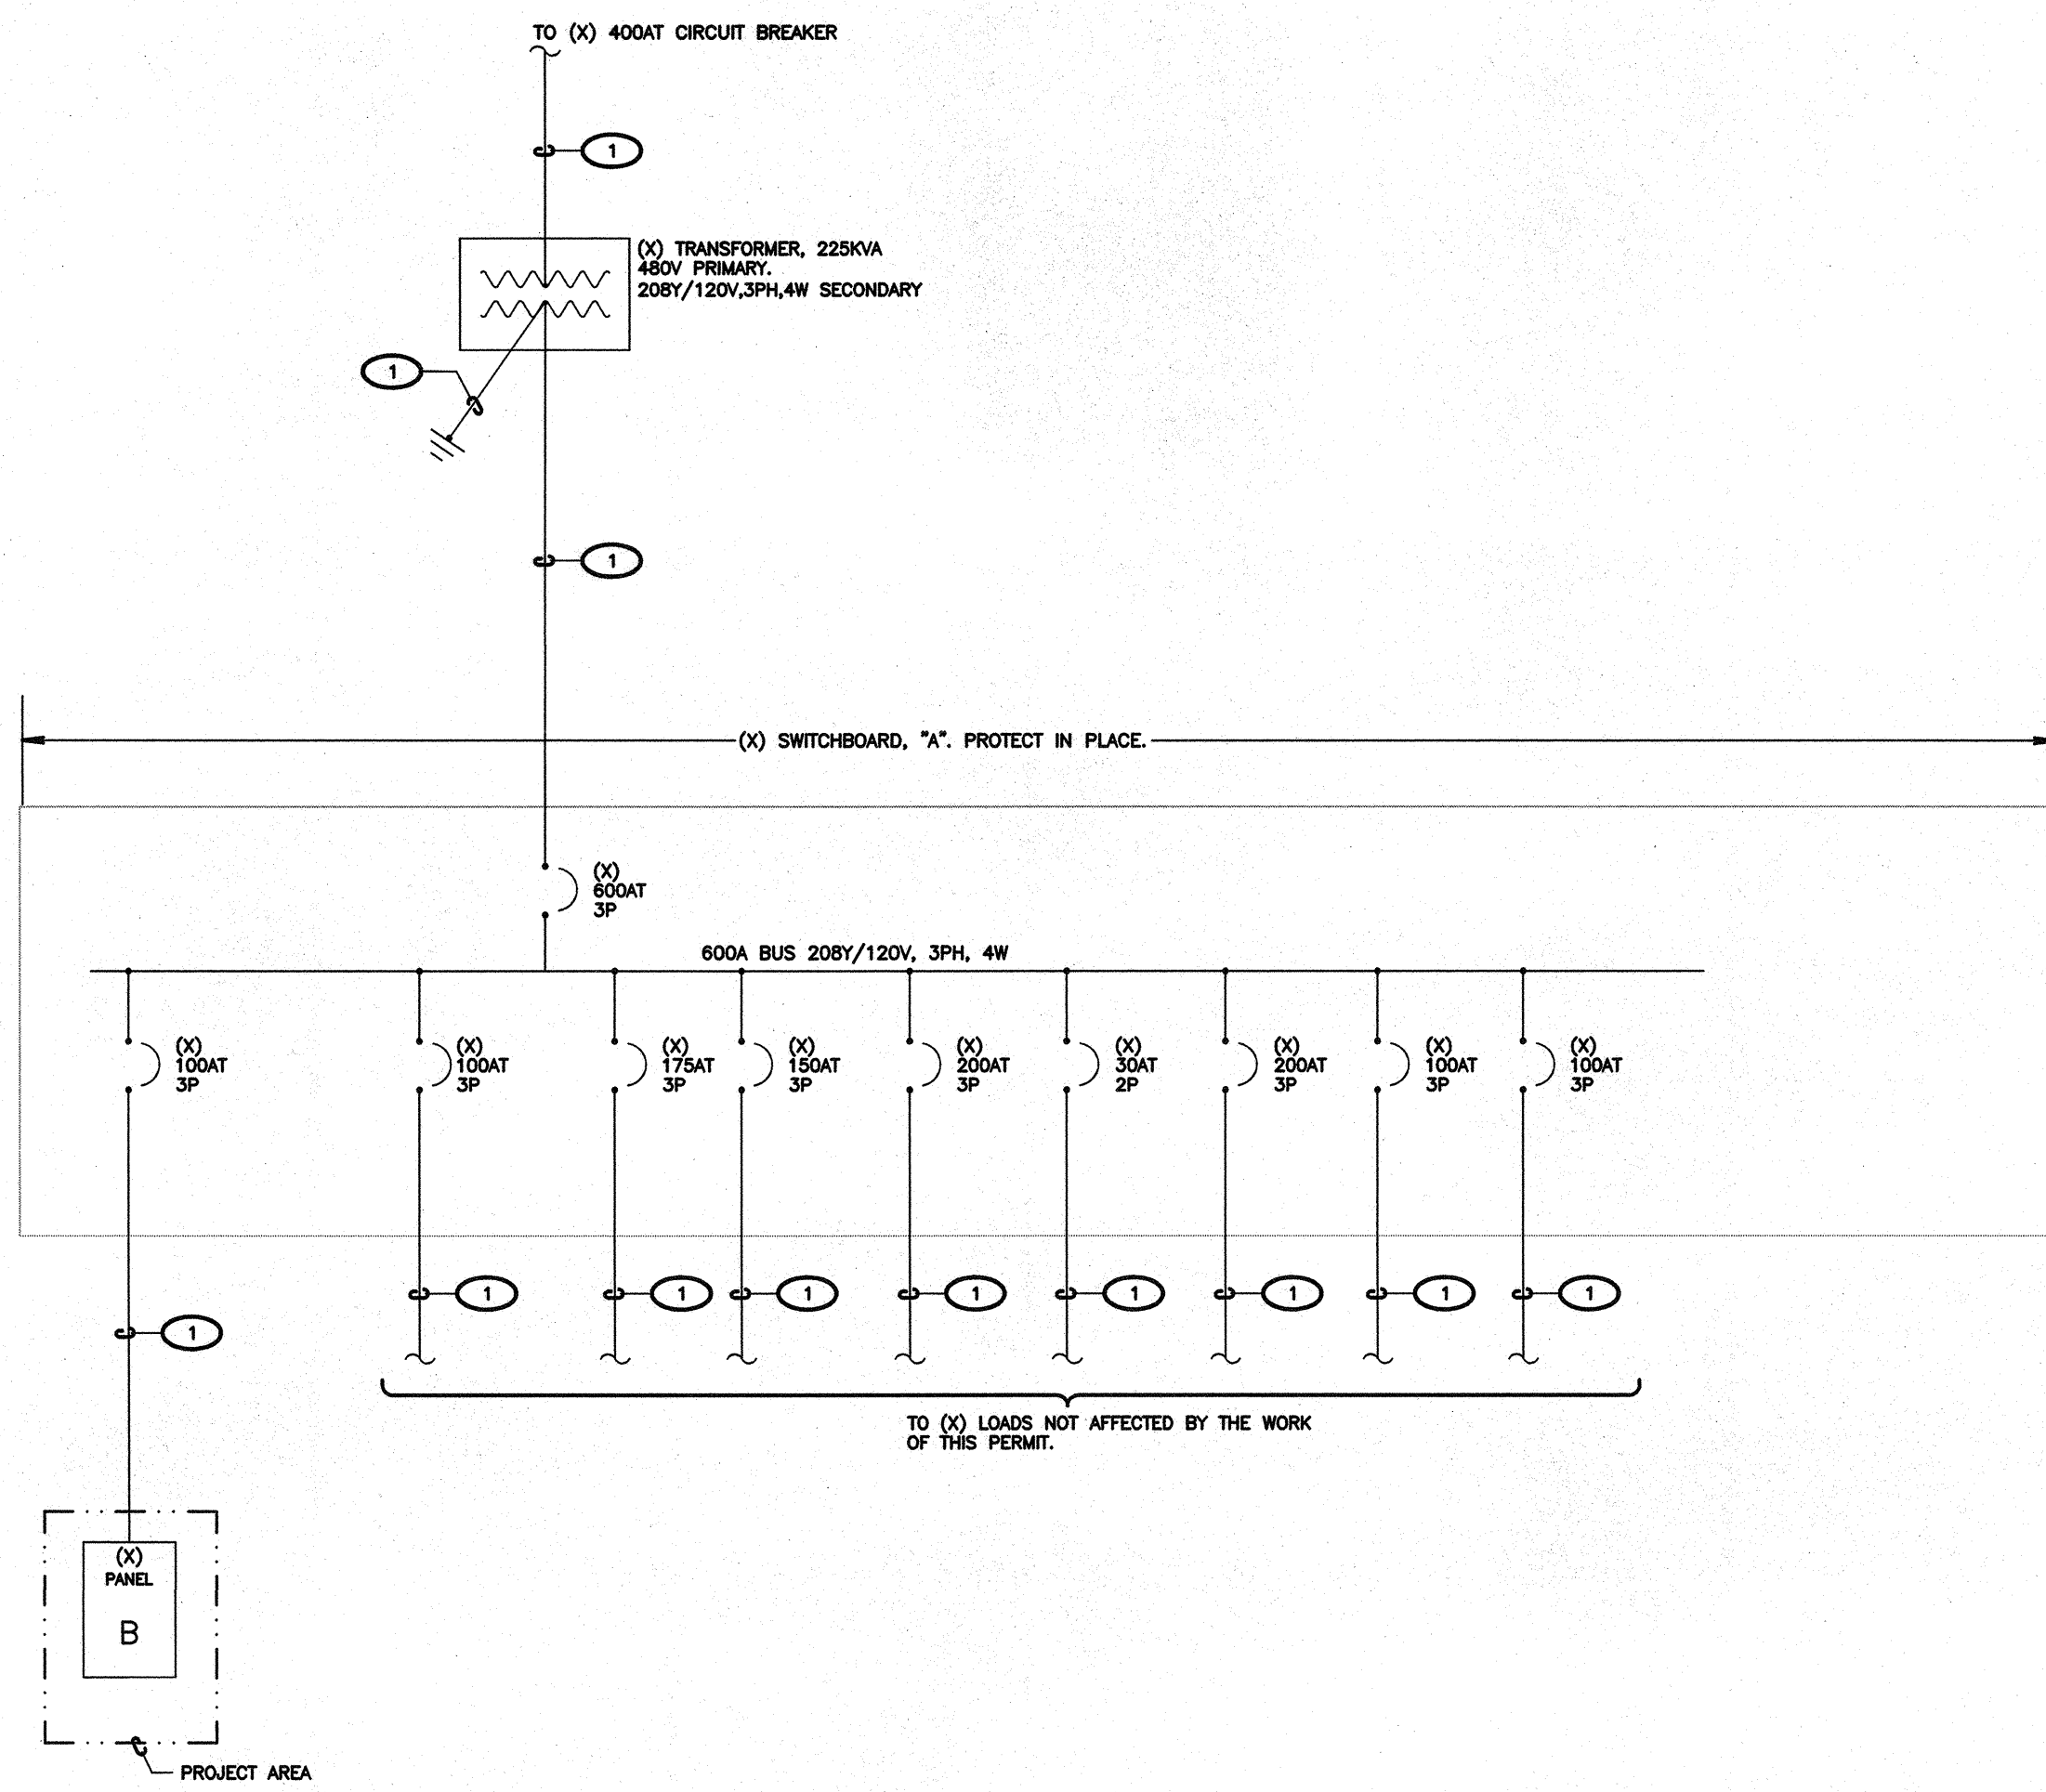 TO (X) 400AT CIRCUIT BREAKER
1
(X) TRANSFORMER, 225KVA
480V PRIMARY.
208Y/120V,3PH,4W SECONDARY
1
1
(X) SWITCHBOARD, "A". PROTECT IN PLACE.
(X)
600AT
3P
600A BUS 208Y/120V, 3PH, 4W
(X)
100AT
3P
(X)
100AT
3P
(X)
175AT
3P
(X)
150AT
3P
(X)
200AT
3P
(X)
30AT
2P
(X)
200AT
3P
(X)
100AT
3P
(X)
100AT
3P
1
1
1
1
1
1
1
1
1
TO (X) LOADS NOT AFFECTED BY THE WORK
OF THIS PERMIT.
(X)
PANEL
B
PROJECT AREA